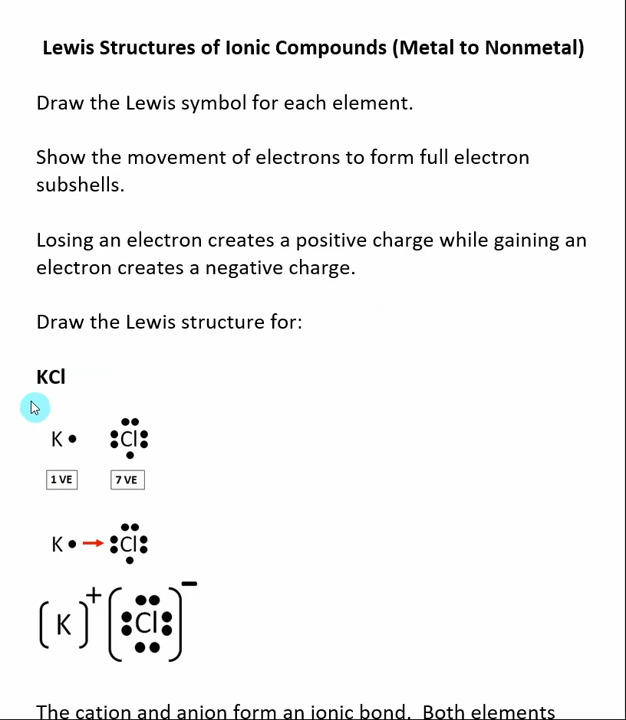 Lewis Structures of Ionic Compounds (Metal to Nonmetal)
Draw the Lewis symbol for each element.
Show the movement of electrons to form full electron
subshells.
Losing an electron creates a positive charge while gaining an
electron creates a negative charge.
Draw the Lewis structure for:
KCl
K Cl
1 VE 7 VE
K → Cl
(K)+ (Cl)−
The cation and anion form an ionic bond. Both elements